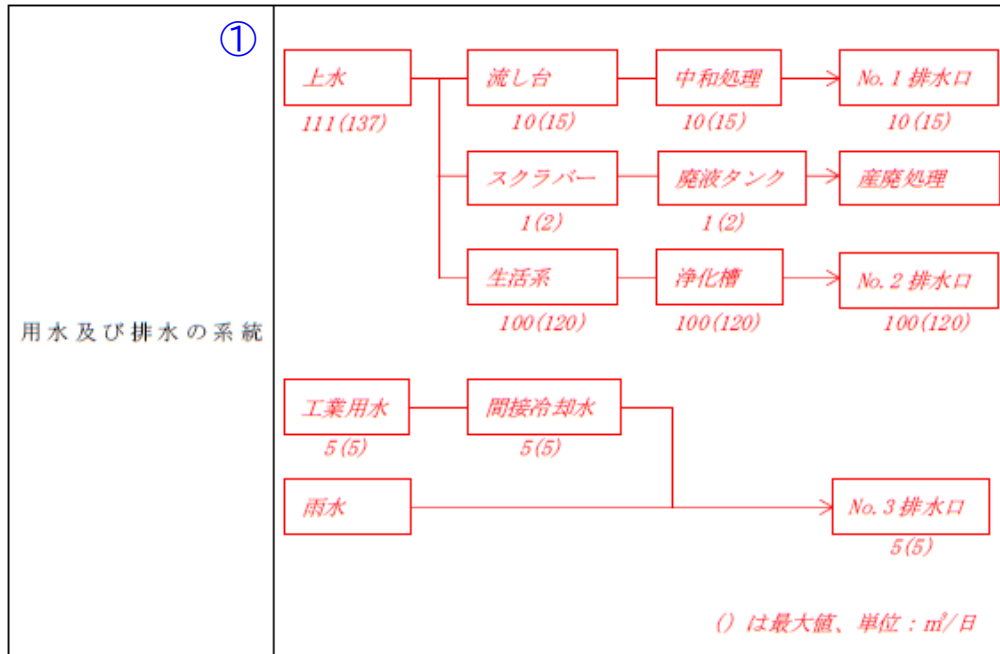 用水及び排水の系統
①
上水 流し台 中和処理 No.1排水口
111(137) 10(15) 10(15) 10(15)
スクラバー 廃液タンク 産廃処理
1(2) 1(2)
生活系 浄化槽 No.2排水口
100(120) 100(120) 100(120)
工業用水 間接冷却水
5(5) 5(5)
雨水 No.3排水口
5(5)
()は最大値、単位：㎥/日